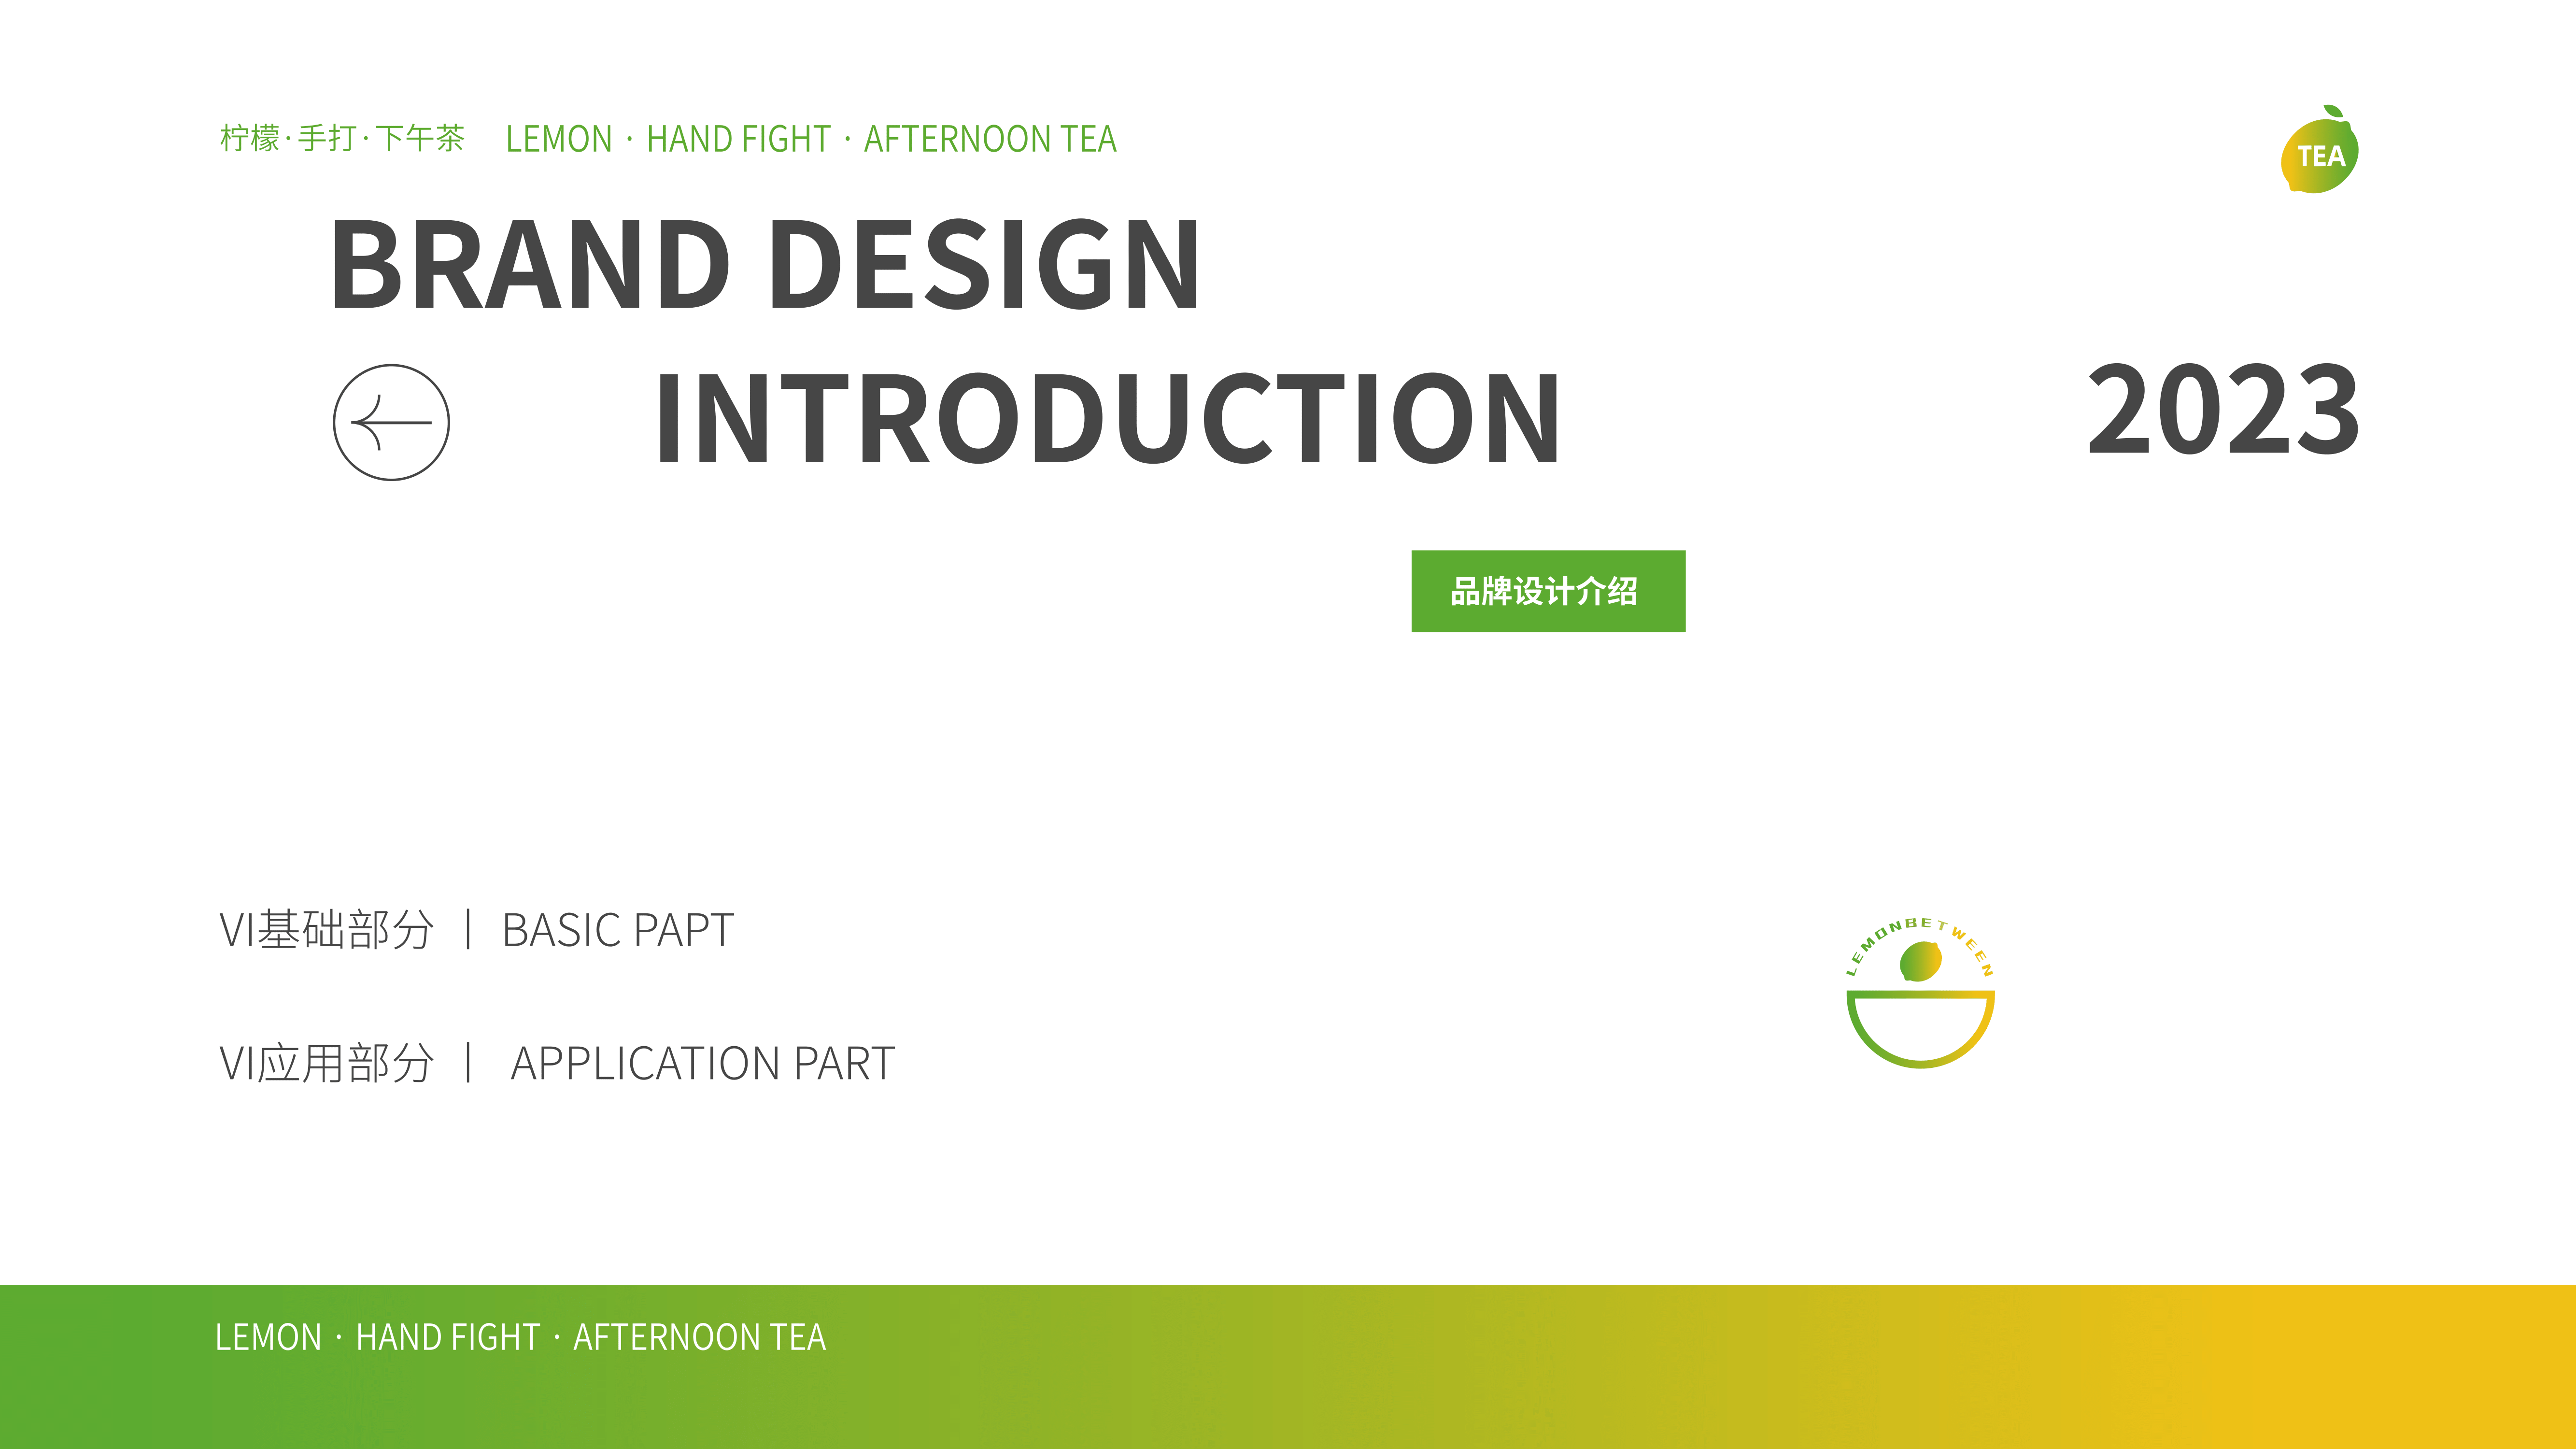 柠檬·手打·下午茶 LEMON · HAND FIGHT · AFTERNOON TEA
TEA
BRAND DESIGN
INTRODUCTION
2023
品牌设计介绍
VI基础部分 | BASIC PAPT
LEMONBETWEEN
VI应用部分 | APPLICATION PART
LEMON · HAND FIGHT · AFTERNOON TEA